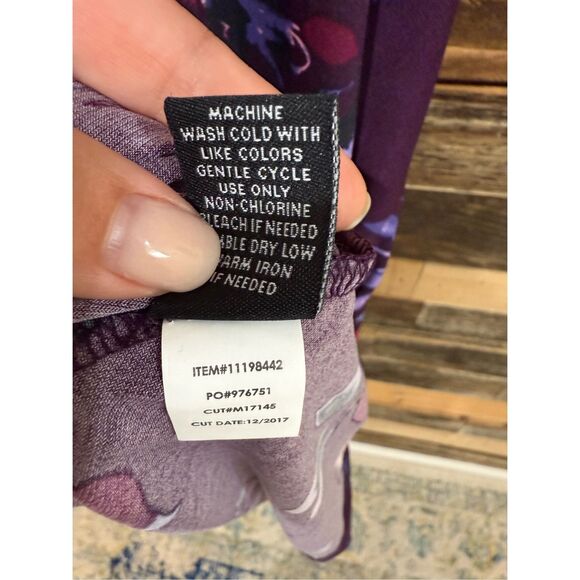 MACHINE
WASH COLD WITH
LIKE COLORS
GENTLE CYCLE
USE ONLY
NON-CHLORINE
BLEACH IF NEEDED
TUMBLE DRY LOW
WARM IRON
IF NEEDED
ITEM#11198442
PO#976751
CUT#M17145
CUT DATE:12/2017